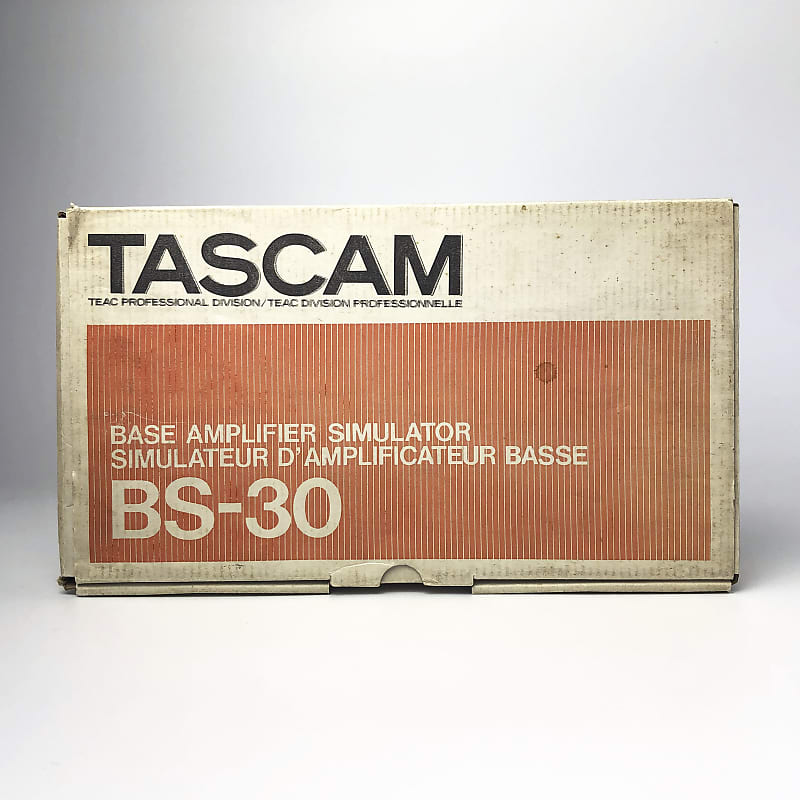 TASCAM
TEAC PROFESSIONAL DIVISION/TEAC DIVISION PROFESSIONNELLE
BASE AMPLIFIER SIMULATOR
SIMULATEUR D'AMPLIFICATEUR BASSE
BS-30